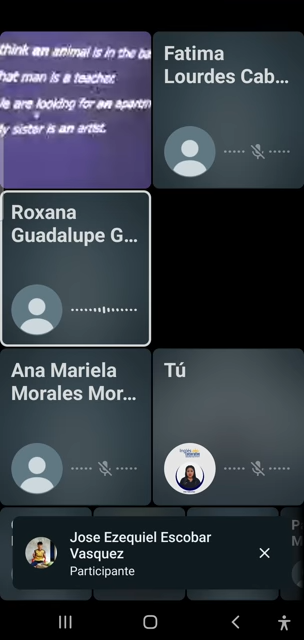 think an animal is in the ba
hat man is a teacher.
e are looking for an apartm
y sister is an artist.
Fatima
Lourdes Cab...
Roxana
Guadalupe G...
Ana Mariela
Morales Mor...
Tú
Jose Ezequiel Escobar
Vasquez
Participante